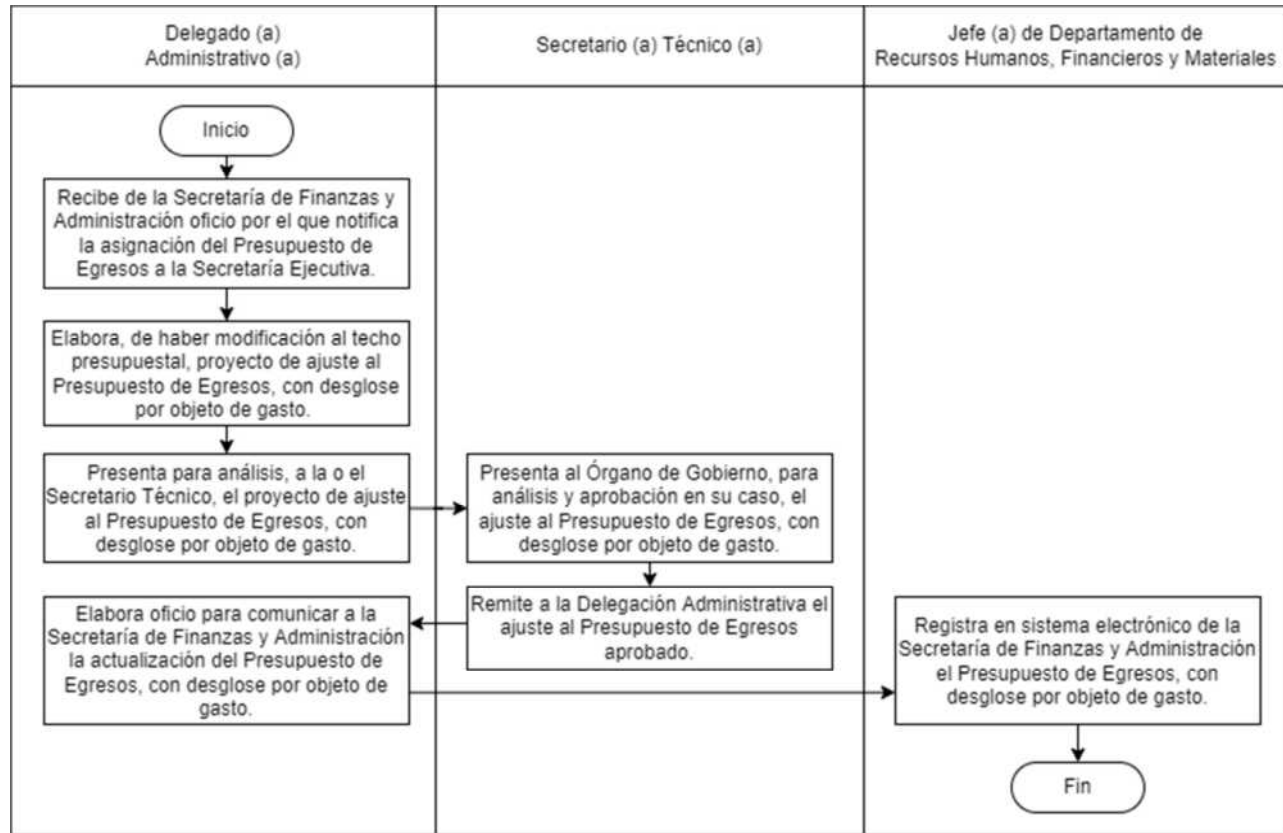 Delegado (a)
Administrativo (a)
Secretario (a) Técnico (a)
Jefe (a) de Departamento de
Recursos Humanos, Financieros y Materiales
Inicio
Recibe de la Secretaría de Finanzas y
Administración oficio por el que notifica
la asignación del Presupuesto de
Egresos a la Secretaría Ejecutiva.
Elabora, de haber modificación al techo
presupuestal, proyecto de ajuste al
Presupuesto de Egresos, con desglose
por objeto de gasto.
Presenta para análisis, a la o el
Secretario Técnico, el proyecto de ajuste
al Presupuesto de Egresos, con
desglose por objeto de gasto.
Presenta al Órgano de Gobierno, para
análisis y aprobación en su caso, el
ajuste al Presupuesto de Egresos, con
desglose por objeto de gasto.
Remite a la Delegación Administrativa el
ajuste al Presupuesto de Egresos
aprobado.
Elabora oficio para comunicar a la
Secretaría de Finanzas y Administración
la actualización del Presupuesto de
Egresos, con desglose por objeto de
gasto.
Registra en sistema electrónico de la
Secretaría de Finanzas y Administración
el Presupuesto de Egresos, con
desglose por objeto de gasto.
Fin